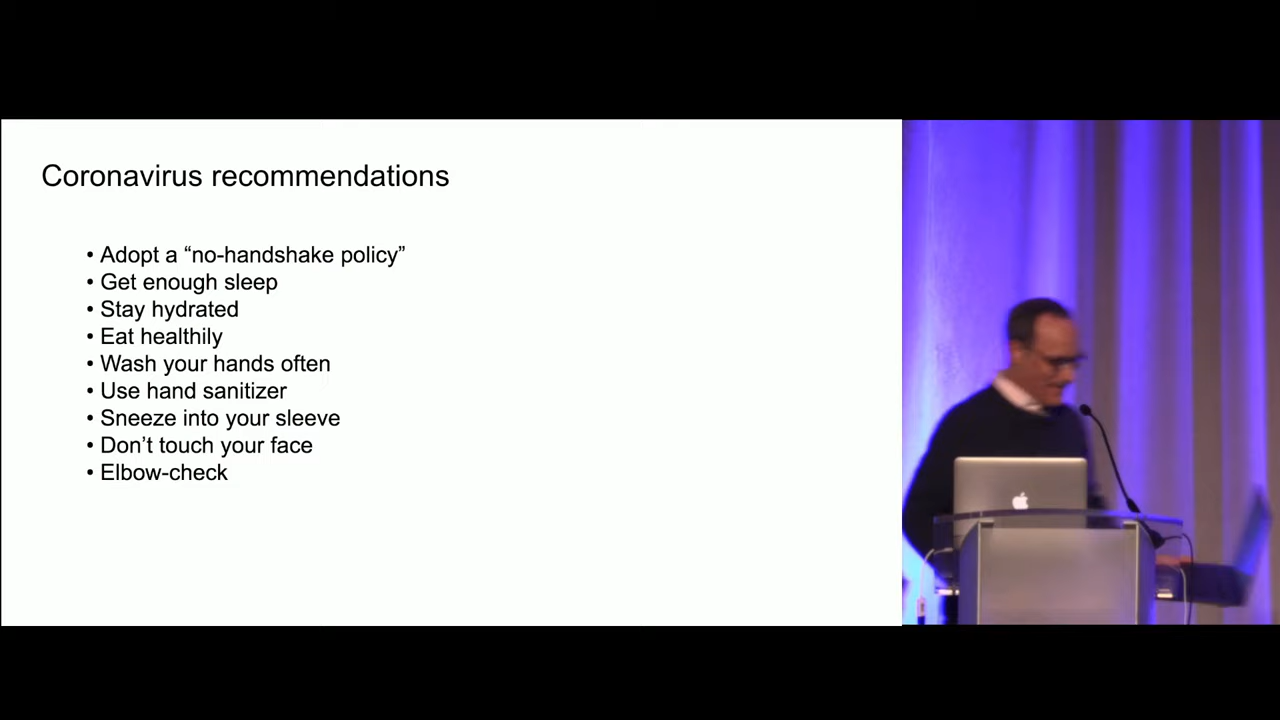 Coronavirus recommendations
• Adopt a “no-handshake policy”
• Get enough sleep
• Stay hydrated
• Eat healthily
• Wash your hands often
• Use hand sanitizer
• Sneeze into your sleeve
• Don’t touch your face
• Elbow-check